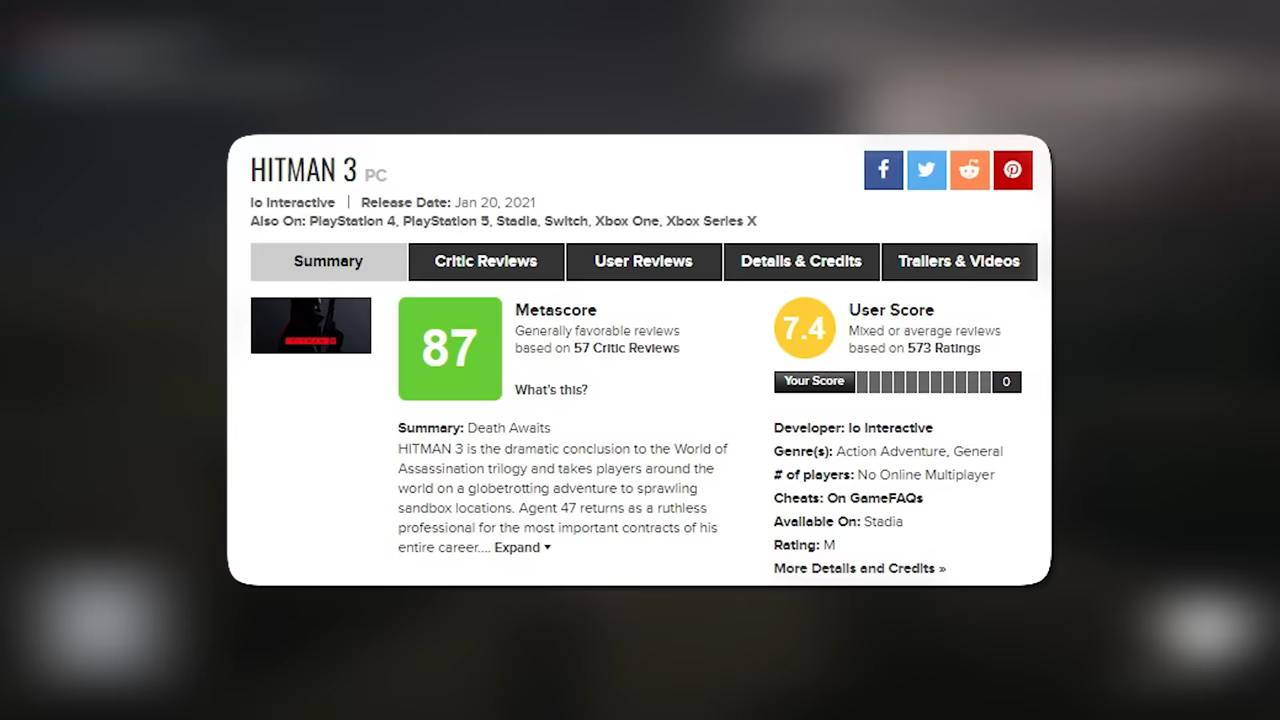 HITMAN 3 PC
Io Interactive | Release Date: Jan 20, 2021
Also On: PlayStation 4, PlayStation 5, Stadia, Switch, Xbox One, Xbox Series X
Summary Critic Reviews User Reviews Details & Credits Trailers & Videos
HITMAN 3
87
Metascore
Generally favorable reviews
based on 57 Critic Reviews
What's this?
Summary: Death Awaits
HITMAN 3 is the dramatic conclusion to the World of
Assassination trilogy and takes players around the
world on a globetrotting adventure to sprawling
sandbox locations. Agent 47 returns as a ruthless
professional for the most important contracts of his
entire career.... Expand
7.4
User Score
Mixed or average reviews
based on 573 Ratings
Your Score 0
Developer: Io Interactive
Genre(s): Action Adventure, General
# of players: No Online Multiplayer
Cheats: On GameFAQs
Available On: Stadia
Rating: M
More Details and Credits »